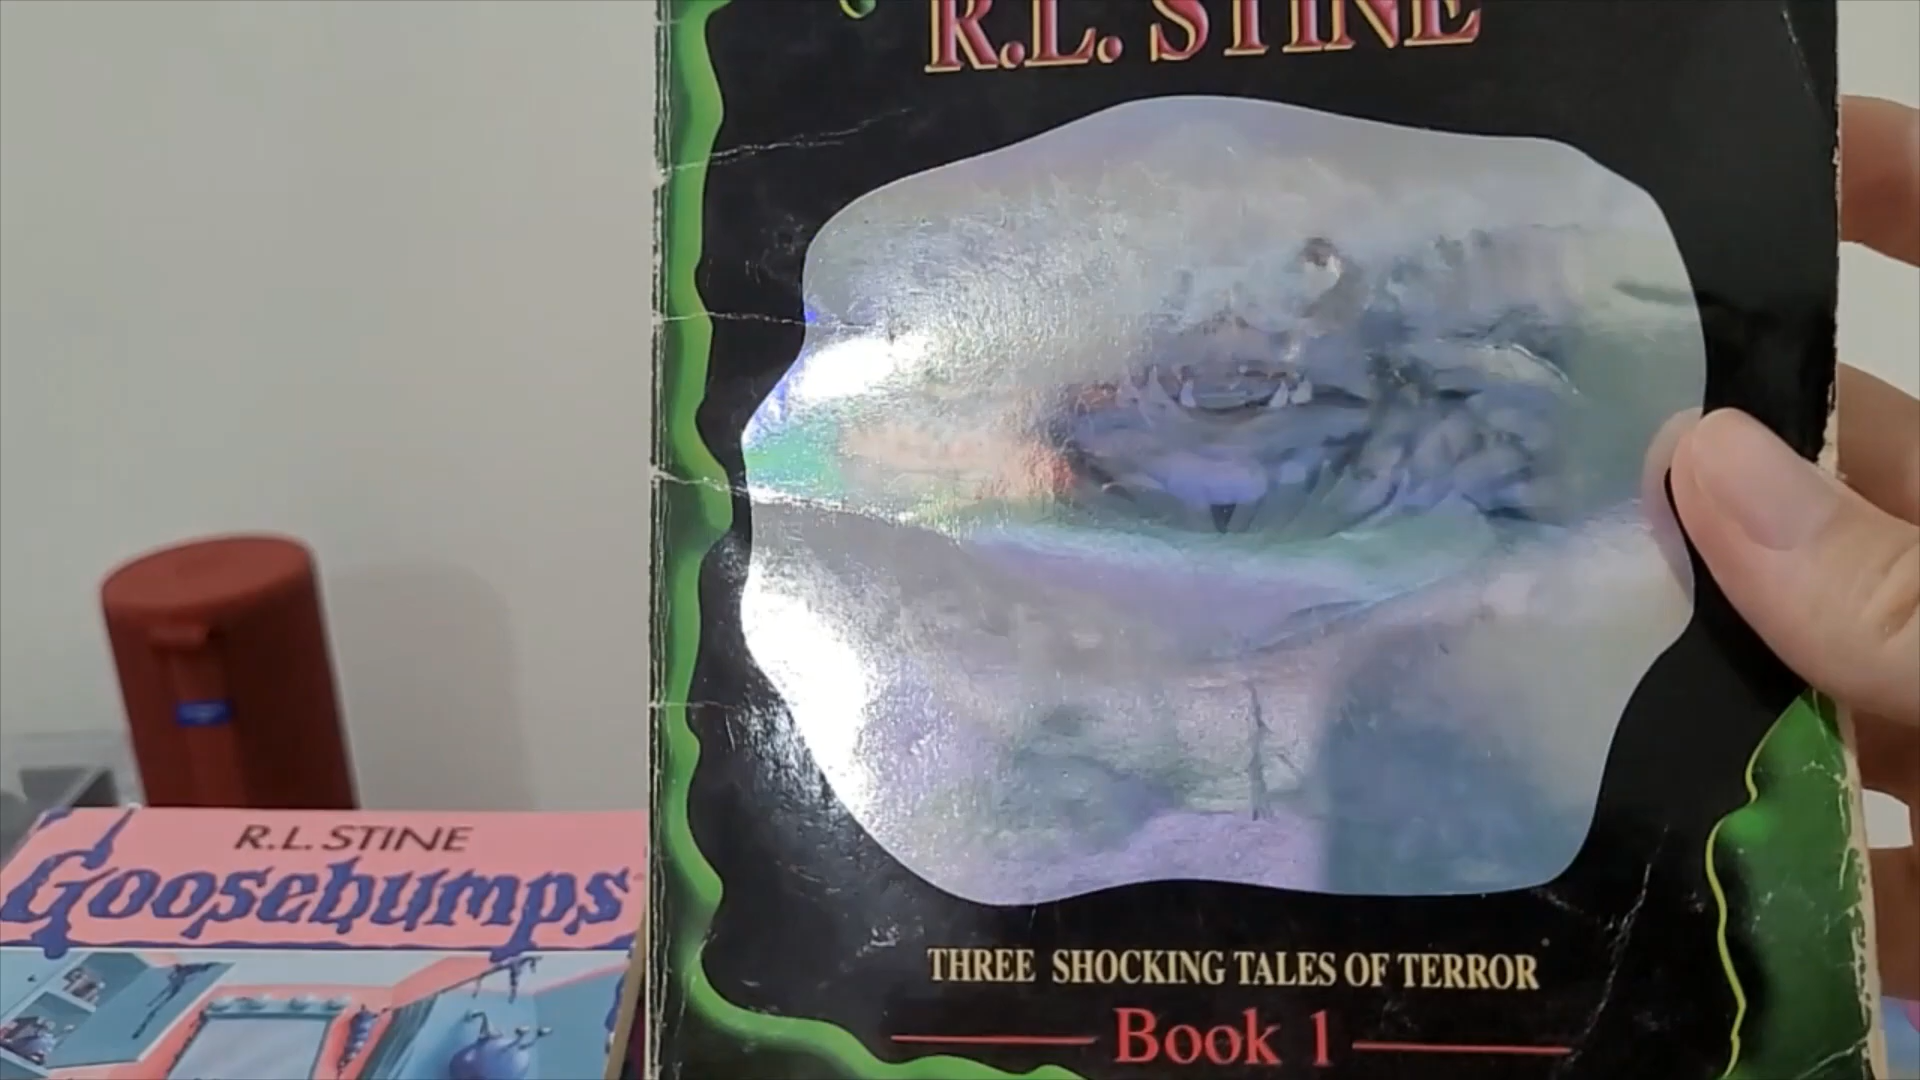 R.L. STINE
THREE SHOCKING TALES OF TERROR
Book 1
R.L. STINE
Goosebumps